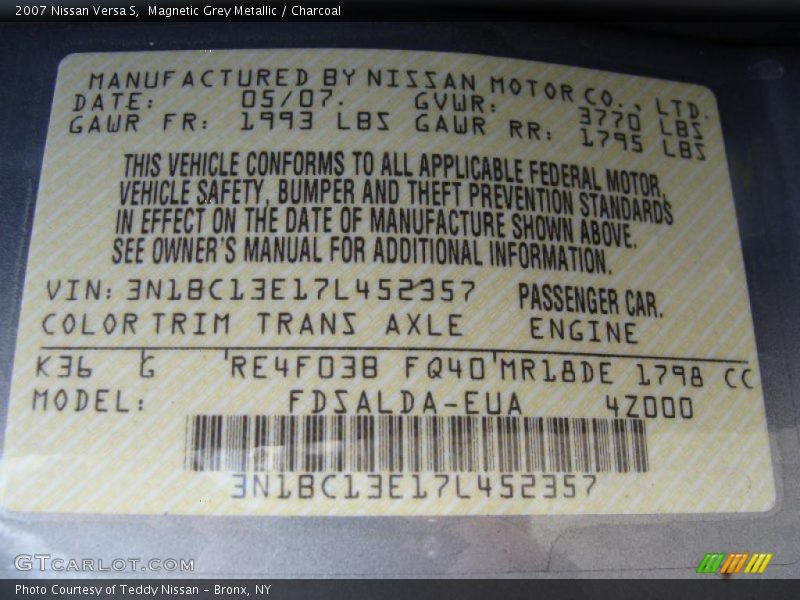 2007 Nissan Versa S,  Magnetic Grey Metallic / Charcoal
MANUFACTURED BY NISSAN MOTOR CO., LTD.
DATE: 05/07. GVWR: 3770 LBS
GAWR FR: 1993 LBS GAWR RR: 1795 LBS
THIS VEHICLE CONFORMS TO ALL APPLICABLE FEDERAL MOTOR
VEHICLE SAFETY, BUMPER AND THEFT PREVENTION STANDARDS
IN EFFECT ON THE DATE OF MANUFACTURE SHOWN ABOVE.
SEE OWNER'S MANUAL FOR ADDITIONAL INFORMATION.
VIN: 3N1BC13E17L452357 PASSENGER CAR.
COLOR TRIM TRANS AXLE ENGINE
K36 G RE4F03B FQ40 MR18DE 1798 CC
MODEL: FDSALDA-EUA 4Z000
3N1BC13E17L452357
GTCARLOT.COM
Photo Courtesy of Teddy Nissan – Bronx, NY